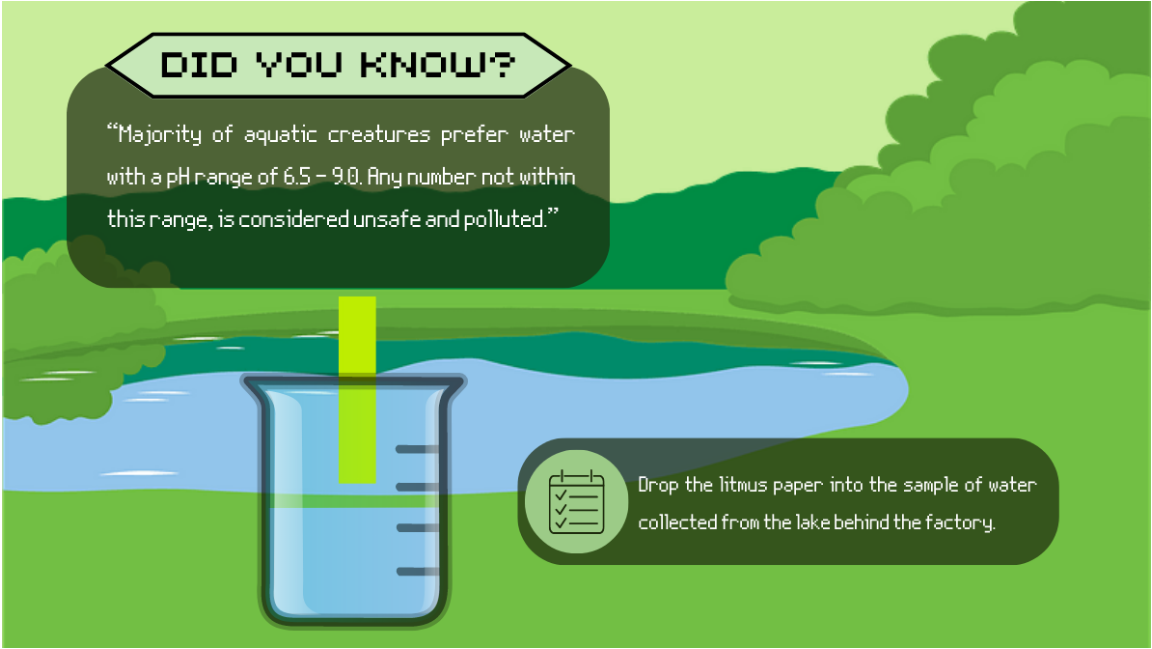 DID YOU KNOW?
“Majority of aquatic creatures prefer water
with a pH range of 6.5 - 9.0. Any number not within
this range, is considered unsafe and polluted.”
Drop the litmus paper into the sample of water
collected from the lake behind the factory.